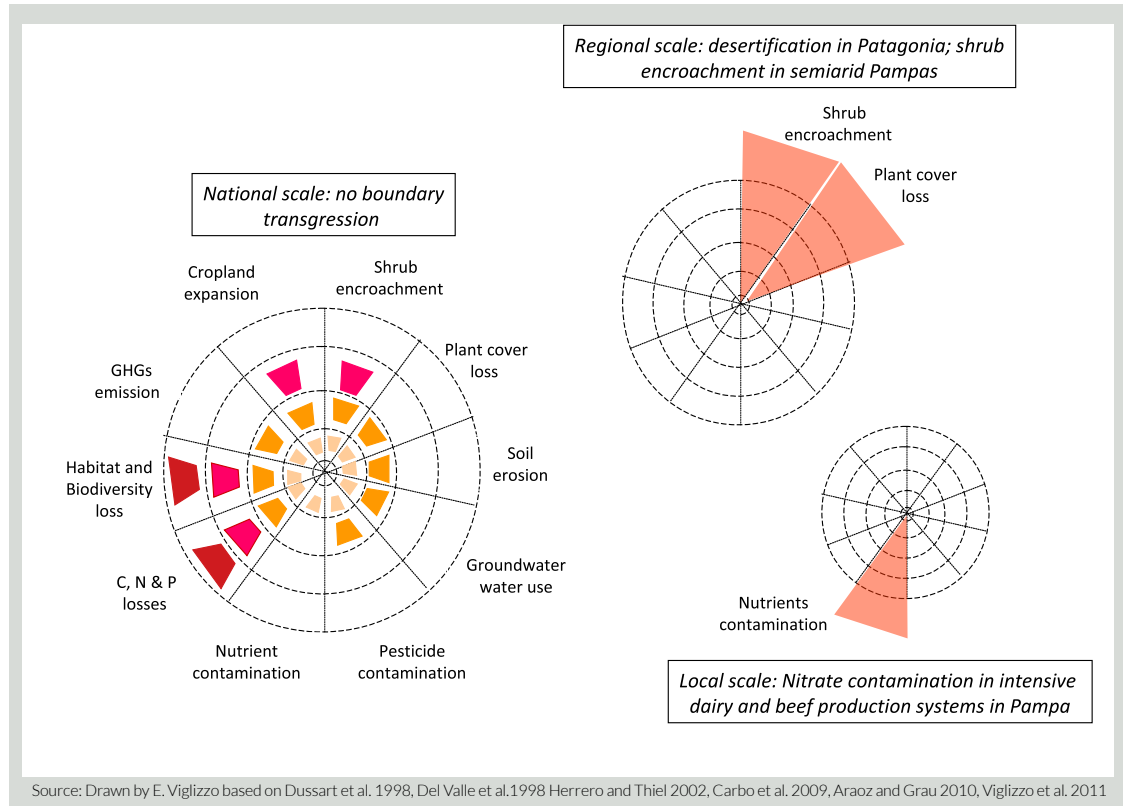 Regional scale: desertification in Patagonia; shrub
encroachment in semiarid Pampas
Shrub
encroachment
Plant cover
loss
National scale: no boundary
transgression
Cropland
expansion
Shrub
encroachment
GHGs
emission
Plant cover
loss
Habitat and
Biodiversity
loss
Soil
erosion
C, N & P
losses
Groundwater
water use
Nutrient
contamination
Pesticide
contamination
Nutrients
contamination
Local scale: Nitrate contamination in intensive
dairy and beef production systems in Pampa
Source: Drawn by E. Viglizzo based on Dussart et al. 1998, Del Valle et al.1998 Herrero and Thiel 2002, Carbo et al. 2009, Araoz and Grau 2010, Viglizzo et al. 2011